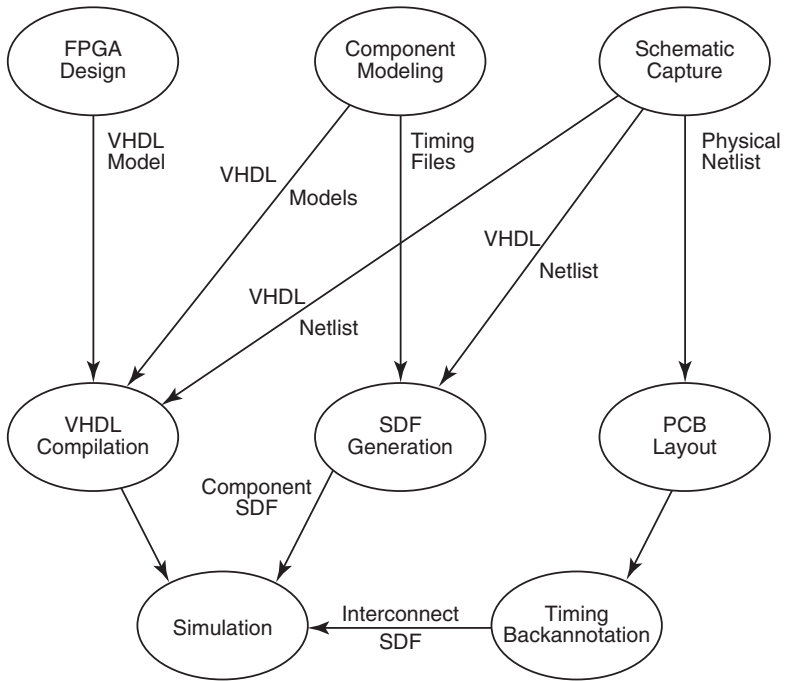 FPGA
Design
Component
Modeling
Schematic
Capture
VHDL
Model
Timing
Files
Physical
Netlist
VHDL
Models
VHDL
Netlist
VHDL
Netlist
VHDL
Compilation
SDF
Generation
PCB
Layout
Component
SDF
Simulation
Interconnect
SDF
Timing
Backannotation